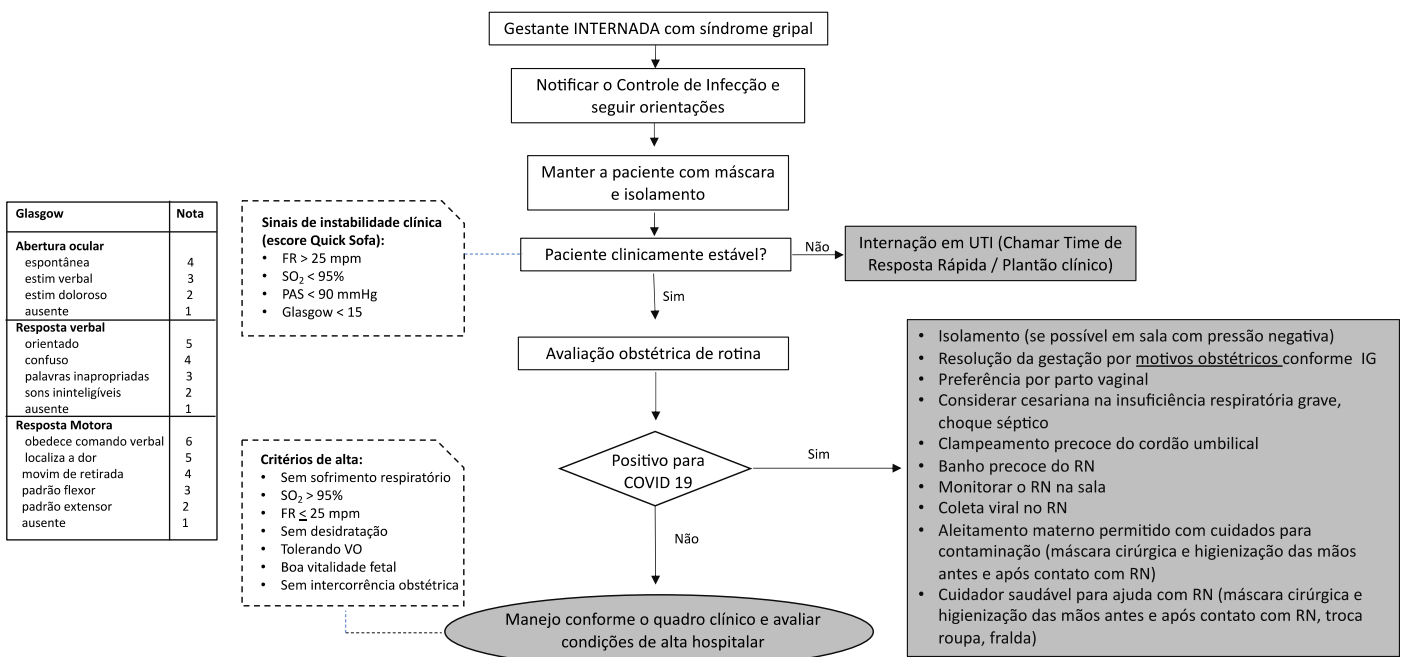 Gestante INTERNADA com síndrome gripal
Notificar o Controle de Infecção e
seguir orientações
Manter a paciente com máscara
e isolamento
Glasgow Nota
Abertura ocular
espontânea 4
estim verbal 3
estim doloroso 2
ausente 1
Resposta verbal
orientado 5
confuso 4
palavras inapropriadas 3
sons ininteligíveis 2
ausente 1
Resposta Motora
obedece comando verbal 6
localiza a dor 5
movim de retirada 4
padrão flexor 3
padrão extensor 2
ausente 1
Sinais de instabilidade clínica
(escore Quick Sofa):
• FR > 25 mpm
• SO2 < 95%
• PAS < 90 mmHg
• Glasgow < 15
Paciente clinicamente estável?
Não
Internação em UTI (Chamar Time de
Resposta Rápida / Plantão clínico)
Sim
Avaliação obstétrica de rotina
Positivo para
COVID 19
Sim
• Isolamento (se possível em sala com pressão negativa)
• Resolução da gestação por motivos obstétricos conforme IG
• Preferência por parto vaginal
• Considerar cesariana na insuficiência respiratória grave,
choque séptico
• Clampeamento precoce do cordão umbilical
• Banho precoce do RN
• Monitorar o RN na sala
• Coleta viral no RN
• Aleitamento materno permitido com cuidados para
contaminação (máscara cirúrgica e higienização das mãos
antes e após contato com RN)
• Cuidador saudável para ajuda com RN (máscara cirúrgica e
higienização das mãos antes e após contato com RN, troca
roupa, fralda)
Não
Critérios de alta:
• Sem sofrimento respiratório
• SO2 > 95%
• FR ≤ 25 mpm
• Sem desidratação
• Tolerando VO
• Boa vitalidade fetal
• Sem intercorrência obstétrica
Manejo conforme o quadro clínico e avaliar
condições de alta hospitalar